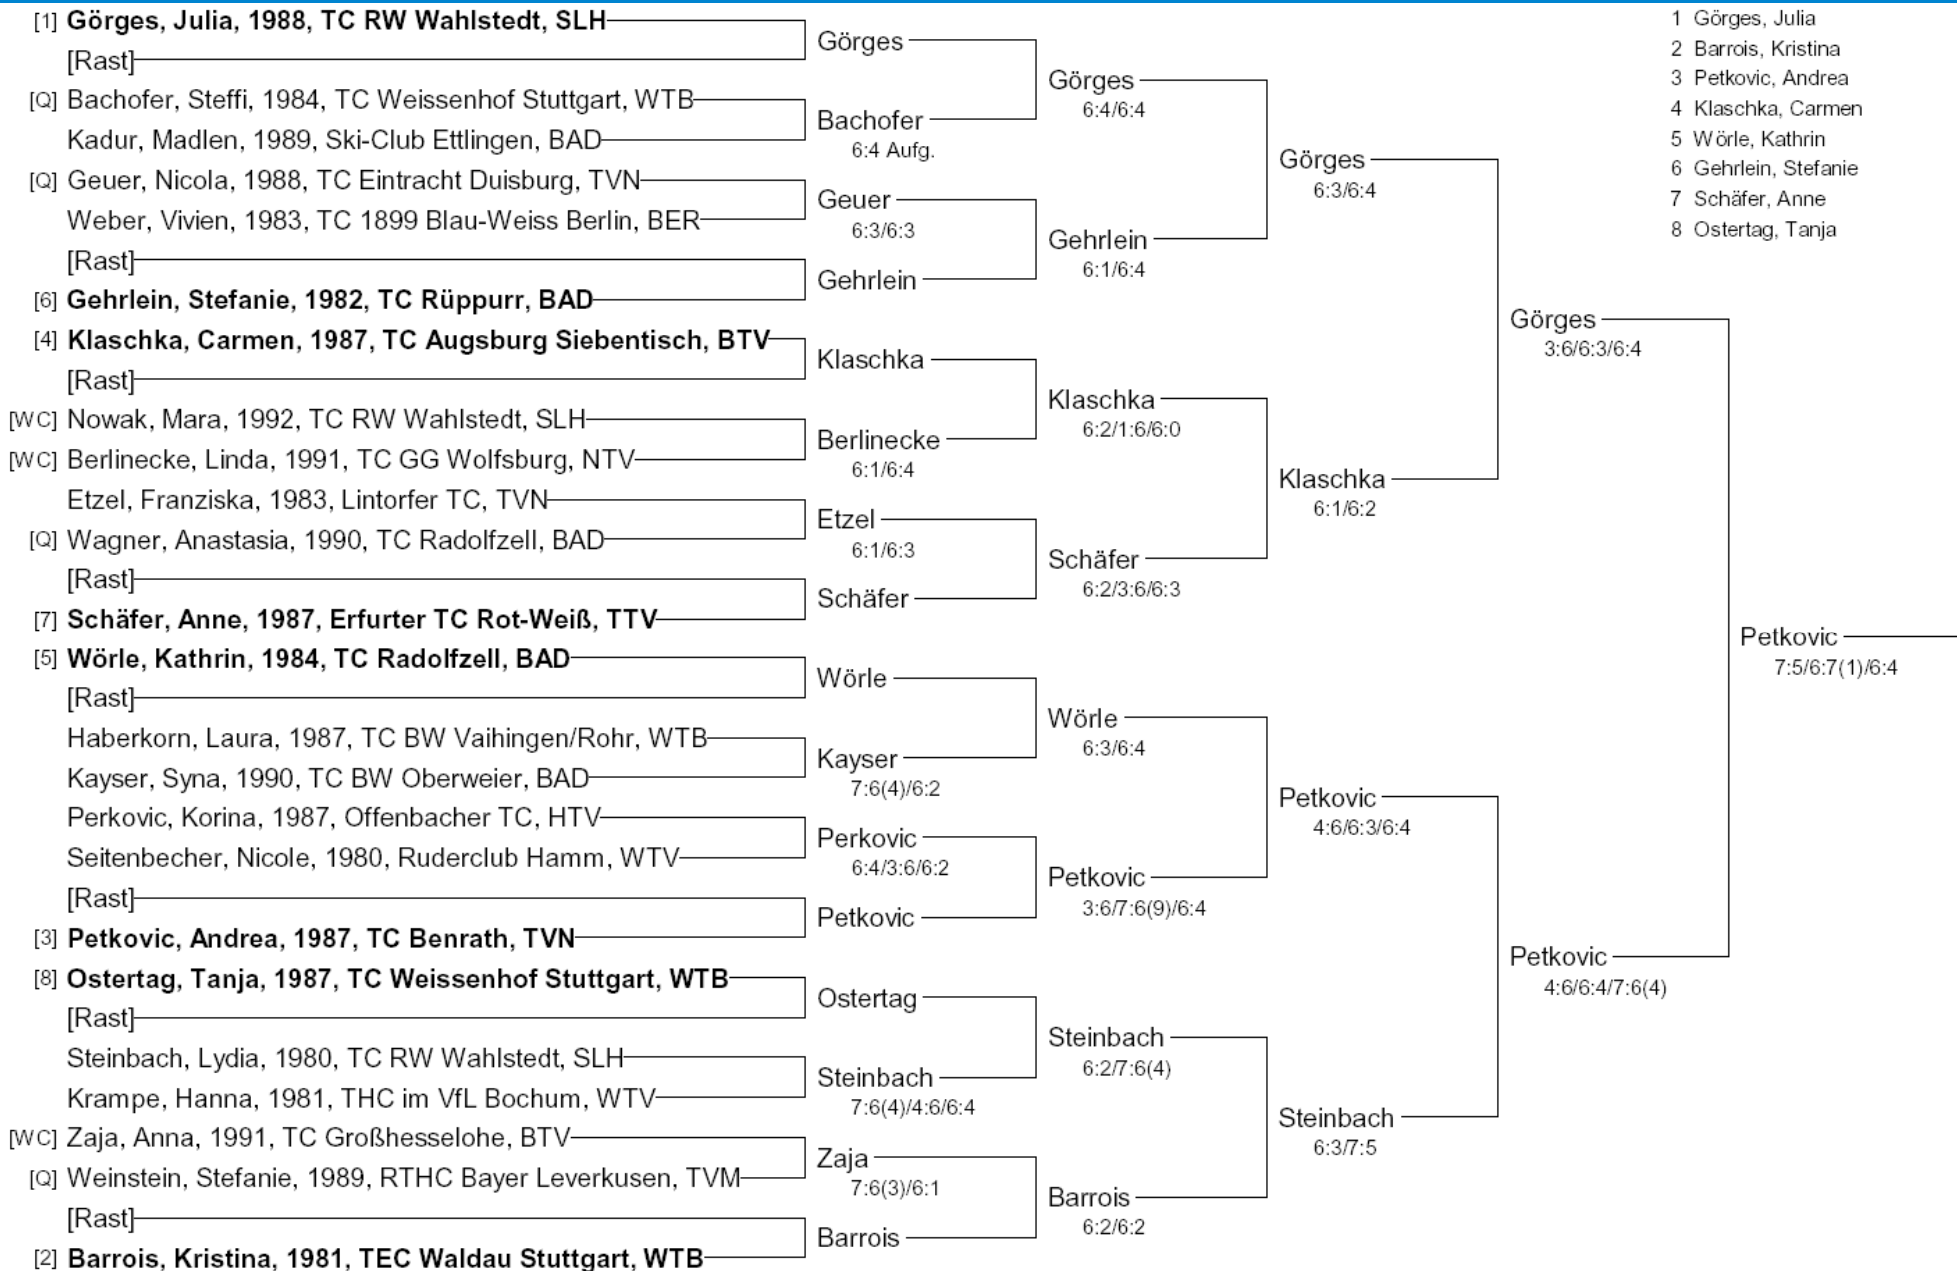 [1] Görges, Julia, 1988, TC RW Wahlstedt, SLH
[Rast]
[Q] Bachofer, Steffi, 1984, TC Weissenhof Stuttgart, WTB
Kadur, Madlen, 1989, Ski-Club Ettlingen, BAD
[Q] Geuer, Nicola, 1988, TC Eintracht Duisburg, TVN
Weber, Vivien, 1983, TC 1899 Blau-Weiss Berlin, BER
[Rast]
[6] Gehrlein, Stefanie, 1982, TC Rüppurr, BAD
[4] Klaschka, Carmen, 1987, TC Augsburg Siebentisch, BTV
[Rast]
[WC] Nowak, Mara, 1992, TC RW Wahlstedt, SLH
[WC] Berlinecke, Linda, 1991, TC GG Wolfsburg, NTV
Etzel, Franziska, 1983, Lintorfer TC, TVN
[Q] Wagner, Anastasia, 1990, TC Radolfzell, BAD
[Rast]
[7] Schäfer, Anne, 1987, Erfurter TC Rot-Weiß, TTV
[5] Wörle, Kathrin, 1984, TC Radolfzell, BAD
[Rast]
Haberkorn, Laura, 1987, TC BW Vaihingen/Rohr, WTB
Kayser, Syna, 1990, TC BW Oberweier, BAD
Perkovic, Korina, 1987, Offenbacher TC, HTV
Seitenbecher, Nicole, 1980, Ruderclub Hamm, WTV
[Rast]
[3] Petkovic, Andrea, 1987, TC Benrath, TVN
[8] Ostertag, Tanja, 1987, TC Weissenhof Stuttgart, WTB
[Rast]
Steinbach, Lydia, 1980, TC RW Wahlstedt, SLH
Krampe, Hanna, 1981, THC im VfL Bochum, WTV
[WC] Zaja, Anna, 1991, TC Großhesselohe, BTV
[Q] Weinstein, Stefanie, 1989, RTHC Bayer Leverkusen, TVM
[Rast]
[2] Barrois, Kristina, 1981, TEC Waldau Stuttgart, WTB
Görges
Bachofer
6:4 Aufg.
Geuer
6:3/6:3
Gehrlein
Klaschka
Berlinecke
6:1/6:4
Etzel
6:1/6:3
Schäfer
Wörle
Kayser
7:6(4)/6:2
Perkovic
6:4/3:6/6:2
Petkovic
Ostertag
Steinbach
7:6(4)/4:6/6:4
Zaja
7:6(3)/6:1
Barrois
Görges
6:4/6:4
Gehrlein
6:1/6:4
Klaschka
6:2/1:6/6:0
Schäfer
6:2/3:6/6:3
Wörle
6:3/6:4
Petkovic
3:6/7:6(9)/6:4
Steinbach
6:2/7:6(4)
Barrois
6:2/6:2
Görges
6:3/6:4
Klaschka
6:1/6:2
Petkovic
4:6/6:3/6:4
Steinbach
6:3/7:5
Görges
3:6/6:3/6:4
Petkovic
4:6/6:4/7:6(4)
Petkovic
7:5/6:7(1)/6:4
1 Görges, Julia
2 Barrois, Kristina
3 Petkovic, Andrea
4 Klaschka, Carmen
5 Wörle, Kathrin
6 Gehrlein, Stefanie
7 Schäfer, Anne
8 Ostertag, Tanja